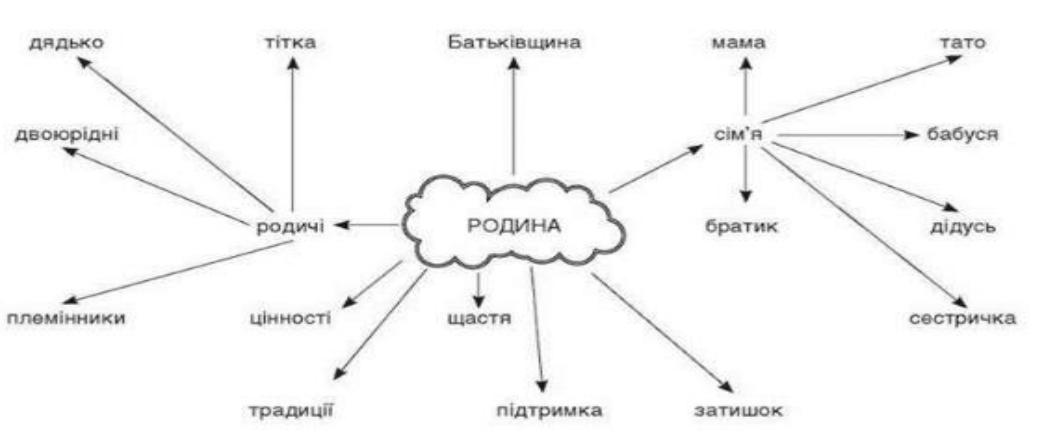 дядько тітка Батьківщина мама тато
двоюрідні сім'я бабуся
родичі РОДИНА братик дідусь
племінники цінності щастя сестричка
традиції підтримка затишок